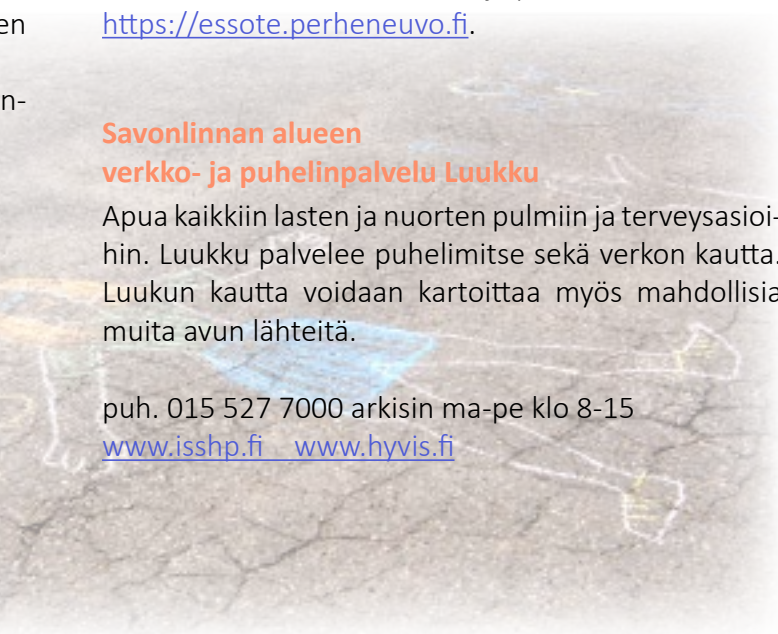 en
n-
https://essote.perheneuvo.fi.
Savonlinnan alueen
verkko- ja puhelinpalvelu Luukku
Apua kaikkiin lasten ja nuorten pulmiin ja terveysasioi-
hin. Luukku palvelee puhelimitse sekä verkon kautta.
Luukun kautta voidaan kartoittaa myös mahdollisia
muita avun lähteitä.
puh. 015 527 7000 arkisin ma-pe klo 8-15
www.isshp.fi www.hyvis.fi